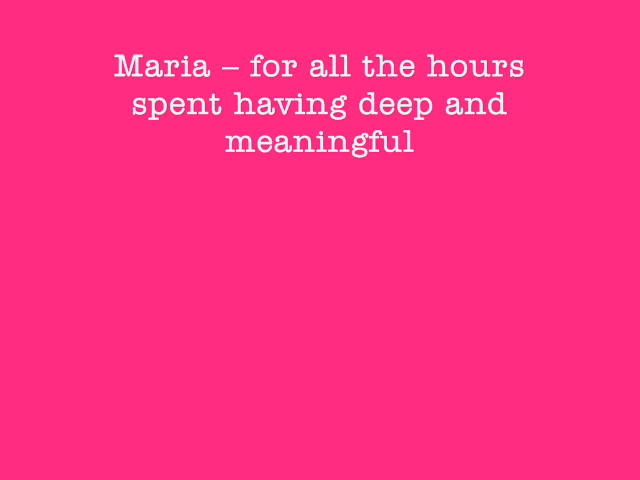 Maria – for all the hours
spent having deep and
meaningful